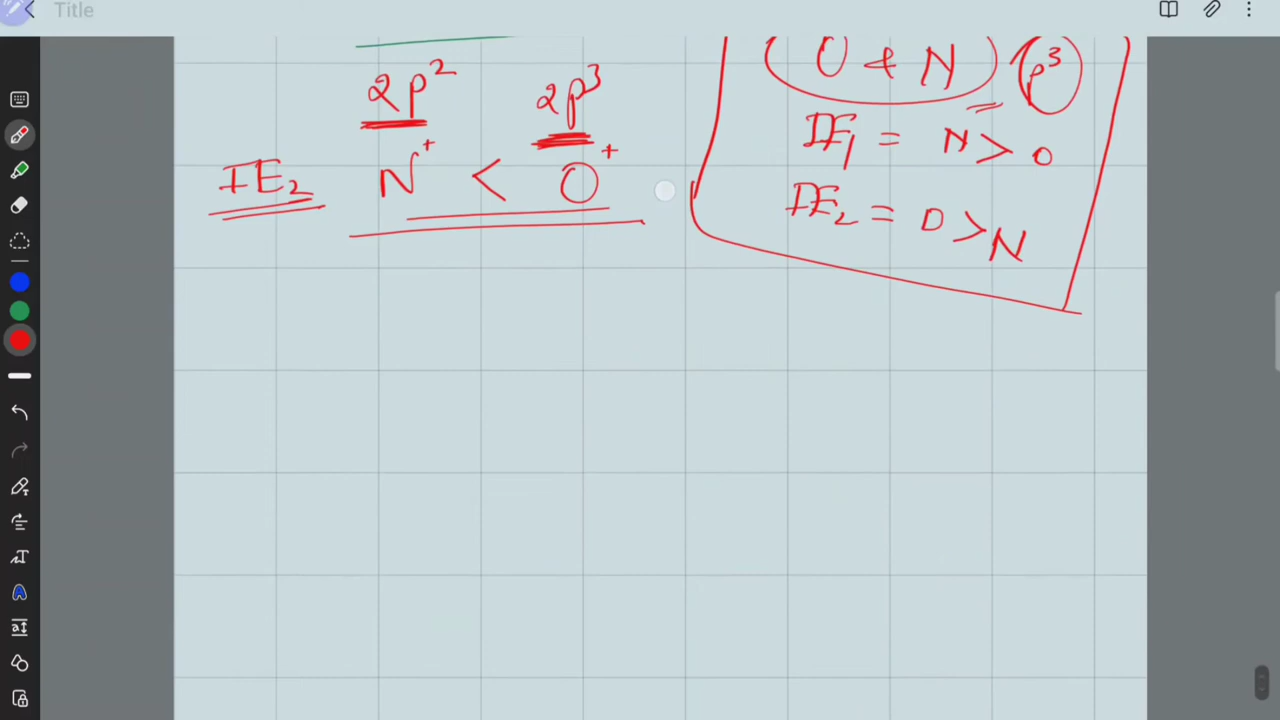 Title
2p² 2p³
IE₂ N⁺ < O⁺
O & N p³
IE₁ = N > O
IE₂ = O > N